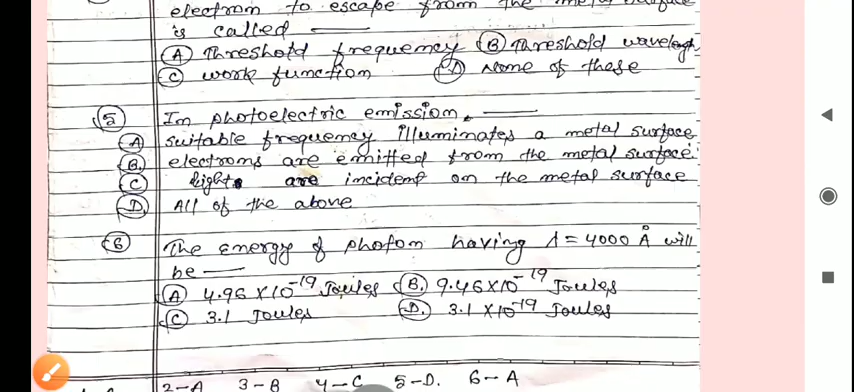 electron to escape from the metal surface
is called ———
(A) Threshold frequency (B) Threshold wavelength
(C) work function (D) None of these
(5) In photoelectric emission. ———
(A) suitable frequency illuminates a metal surface
(B) electrons are emitted from the metal surface.
(C) light are incident on the metal surface
(D) All of the above
(6) The energy of photon having λ = 4000 Å will
be ——
(A) 4.96 × 10⁻¹⁹ Joules (B) 9.46 × 10⁻¹⁹ Joules
(C) 3.1 Joules (D) 3.1 × 10⁻¹⁹ Joules
2-A 3-B 4-C 5-D. 6-A